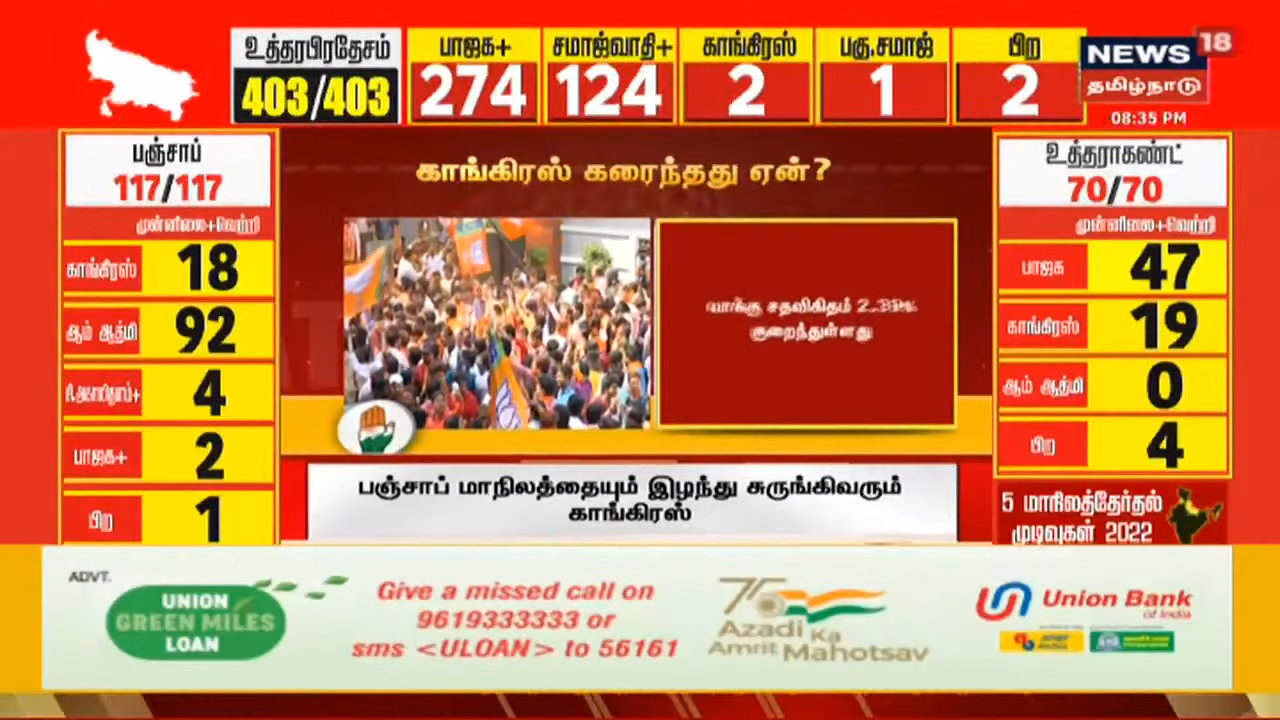 உத்தரபிரதேசம்
403/403
பாஜக+
274
சமாஜ்வாதி+
124
காங்கிரஸ்
2
பகு.சமாஜ்
1
பிற
2
NEWS 18
தமிழ்நாடு
08:35 PM
பஞ்சாப்
117/117
முன்னிலை+வெற்றி
காங்கிரஸ்
18
ஆம் ஆத்மி
92
4
பாஜக+
2
பிற
1
காங்கிரஸ் கரைந்தது ஏன்?
வாக்கு சதவிகிதம்
குறைந்துள்ளது
பஞ்சாப் மாநிலத்தையும் இழந்து சுருங்கிவரும்
காங்கிரஸ்
உத்தராகண்ட்
70/70
முன்னிலை+வெற்றி
பாஜக
47
காங்கிரஸ்
19
ஆம் ஆத்மி
0
பிற
4
5 மாநிலத்தேர்தல்
முடிவுகள் 2022
ADVT.
UNION
GREEN MILES
LOAN
Give a missed call on
9619333333 or
sms <ULOAN> to 56161
75
Azadi Ka
Amrit Mahotsav
Union Bank
of India